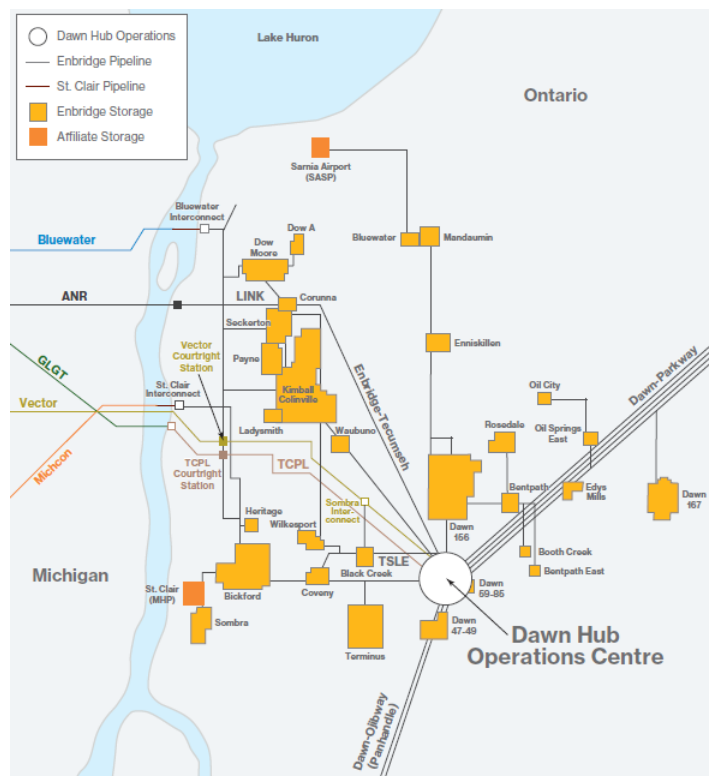 Dawn Hub Operations
Enbridge Pipeline
St. Clair Pipeline
Enbridge Storage
Affiliate Storage
Lake Huron
Ontario
Sarnia Airport
(SASP)
Bluewater
Interconnect
Dow A
Bluewater
Mandaumin
Bluewater
Dow
Moore
ANR
LINK
Corunna
Seckerton
Vector
Courtright
Station
Payne
Enniskillen
GLGT
St. Clair
Interconnect
Kimball
Colinville
Enbridge-Tecumseh
Oil City
Dawn-Parkway
Vector
Ladysmith
Waubuno
Rosedale
Oil Springs
East
Michcon
TCPL
Courtright
Station
TCPL
Bentpath
Edys
Mills
Dawn
167
Sombra
Inter-
connect
Heritage
Wilkesport
Dawn
156
Booth Creek
Michigan
St. Clair
(MHP)
Black Creek
TSLE
Bentpath East
Bickford
Coveny
Dawn
59-85
Sombra
Terminus
Dawn
47-49
Dawn Hub
Operations Centre
Dawn-Ojibway
(Panhandle)